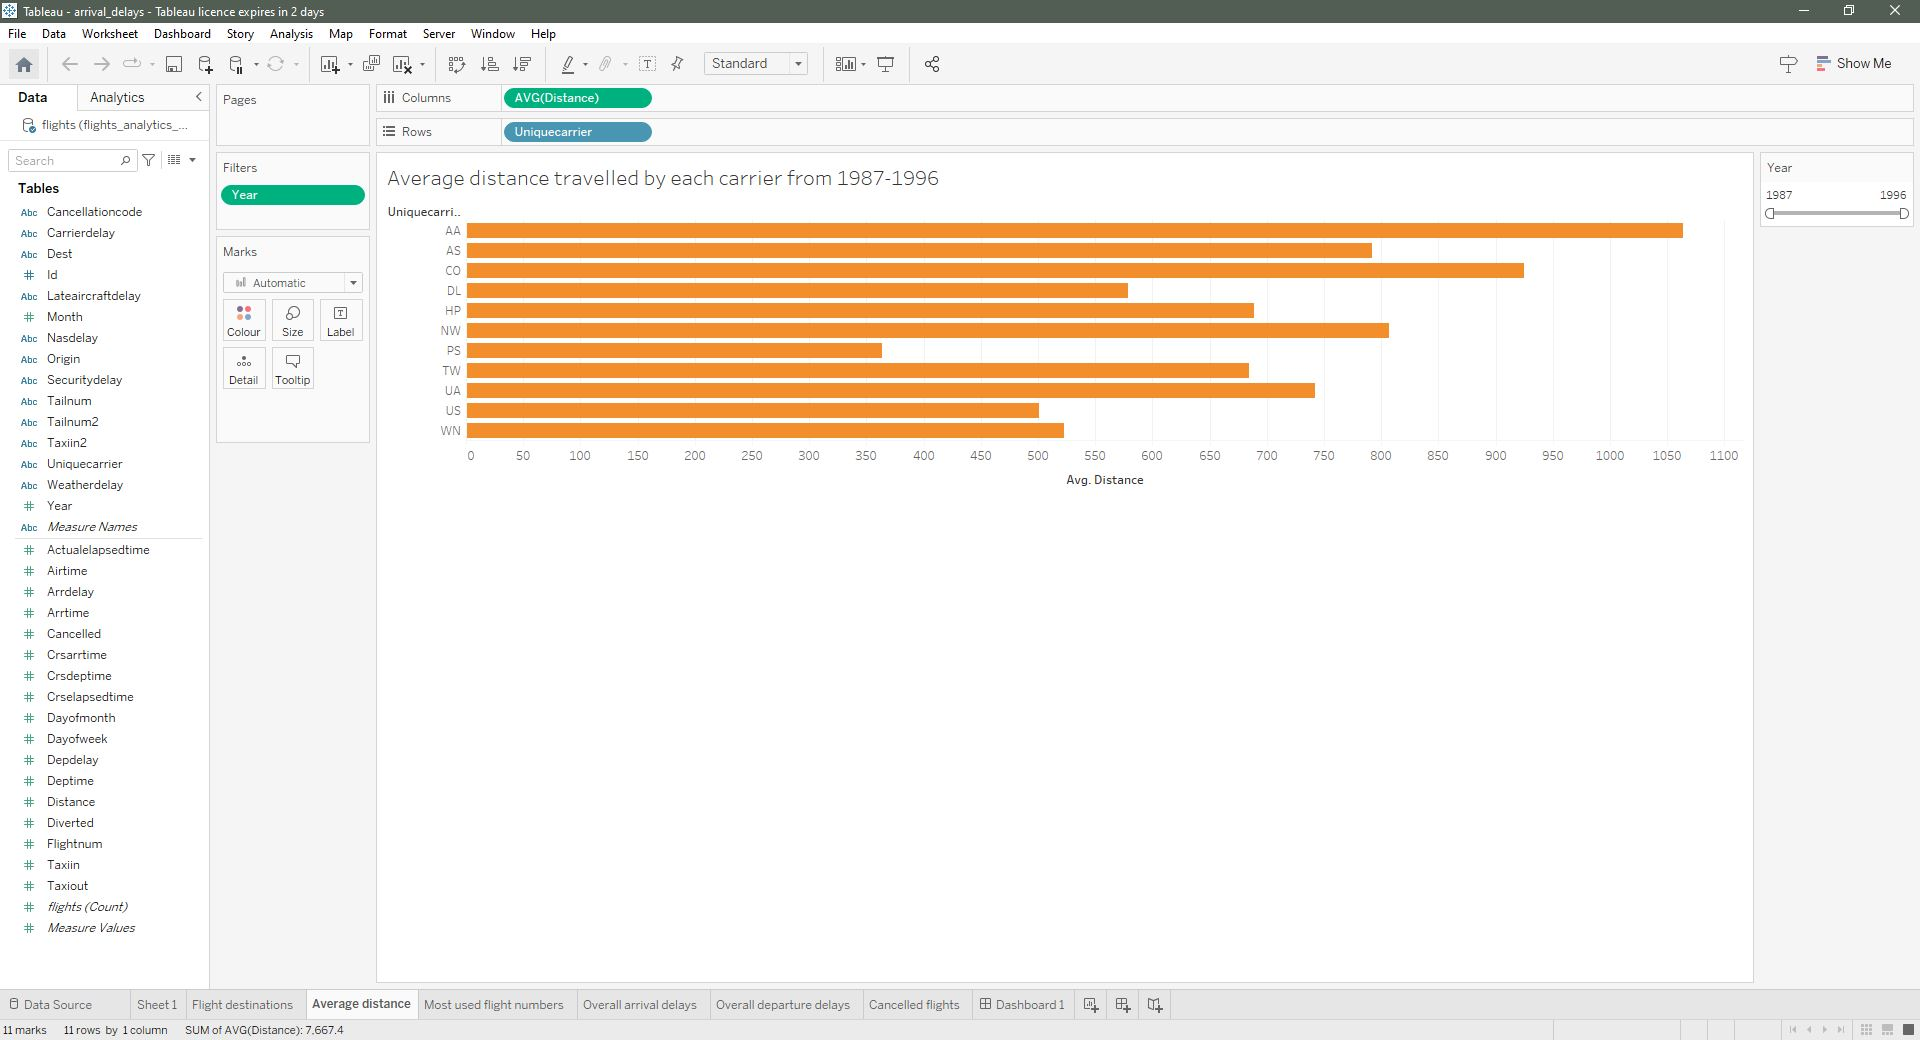 Tableau - arrival_delays - Tableau licence expires in 2 days
File Data Worksheet Dashboard Story Analysis Map Format Server Window Help
Standard
Show Me
Data Analytics
flights (flights_analytics_...
Search
Tables
Abc Cancellationcode
Abc Carrierdelay
Abc Dest
# Id
Abc Lateaircraftdelay
# Month
Abc Nasdelay
Abc Origin
Abc Securitydelay
Abc Tailnum
Abc Tailnum2
Abc Taxiin2
Abc Uniquecarrier
Abc Weatherdelay
# Year
Abc Measure Names
# Actualelapsedtime
# Airtime
# Arrdelay
# Arrtime
# Cancelled
# Crsarrtime
# Crsdeptime
# Crselapsedtime
# Dayofmonth
# Dayofweek
# Depdelay
# Deptime
# Distance
# Diverted
# Flightnum
# Taxiin
# Taxiout
# flights (Count)
# Measure Values
Pages
Filters
Year
Marks
Automatic
Colour Size T Label
Detail Tooltip
Columns AVG(Distance)
Rows Uniquecarrier
Average distance travelled by each carrier from 1987-1996
Uniquecarri..
AA
AS
CO
DL
HP
NW
PS
TW
UA
US
WN
0 50 100 150 200 250 300 350 400 450 500 550 600 650 700 750 800 850 900 950 1000 1050 1100
Avg. Distance
Year
1987 1996
Data Source Sheet 1 Flight destinations Average distance Most used flight numbers Overall arrival delays Overall departure delays Cancelled flights Dashboard 1
11 marks 11 rows by 1 column SUM of AVG(Distance): 7,667.4